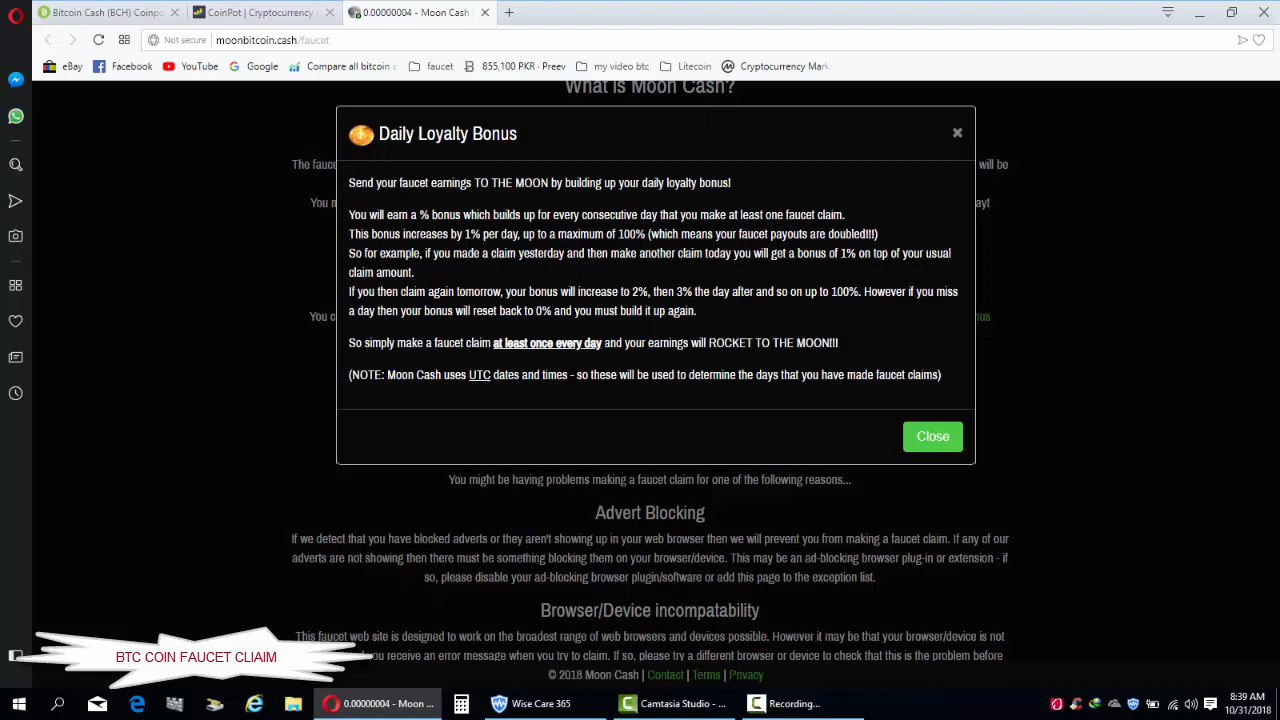 Bitcoin Cash (BCH) Coinpo
CoinPot | Cryptocurrency
0.00000004 - Moon Cash |
Not secure
moonbitcoin.cash/faucet
eBay
Facebook
YouTube
Google
Compare all bitcoin c
faucet
855,100 PKR · Preev
my video btc
Litecoin
Cryptocurrency Mark
What is Moon Cash?
The fauce
will be
You m
ay!
You c
nus
Daily Loyalty Bonus
Send your faucet earnings TO THE MOON by building up your daily loyalty bonus!
You will earn a % bonus which builds up for every consecutive day that you make at least one faucet claim.
This bonus increases by 1% per day, up to a maximum of 100% (which means your faucet payouts are doubled!!!)
So for example, if you made a claim yesterday and then make another claim today you will get a bonus of 1% on top of your usual
claim amount.
If you then claim again tomorrow, your bonus will increase to 2%, then 3% the day after and so on up to 100%. However if you miss
a day then your bonus will reset back to 0% and you must build it up again.
So simply make a faucet claim at least once every day and your earnings will ROCKET TO THE MOON!!!
(NOTE: Moon Cash uses UTC dates and times - so these will be used to determine the days that you have made faucet claims)
Close
You might be having problems making a faucet claim for one of the following reasons...
Advert Blocking
If we detect that you have blocked adverts or they aren't showing up in your web browser then we will prevent you from making a faucet claim. If any of our
adverts are not showing then there must be something blocking them on your browser/device. This may be an ad-blocking browser plug-in or extension - if
so, please disable your ad-blocking browser plugin/software or add this page to the exception list.
Browser/Device incompatability
This faucet web site is designed to work on the broadest range of web browsers and devices possible. However it may be that your browser/device is not
you receive an error message when you try to claim. If so, please try a different browser or device to check that this is the problem before
BTC COIN FAUCET CLIAIM
© 2018 Moon Cash | Contact | Terms | Privacy
0.00000004 - Moon ...
Wise Care 365
Camtasia Studio - ...
Recording...
8:39 AM
10/31/2018